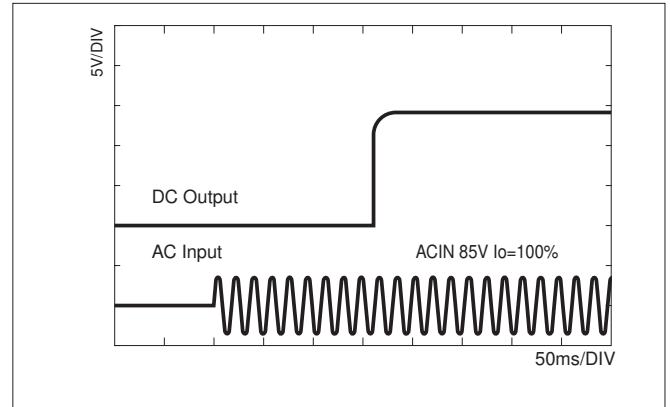 5V/DIV
DC Output
AC Input
ACIN 85V Io=100%
50ms/DIV